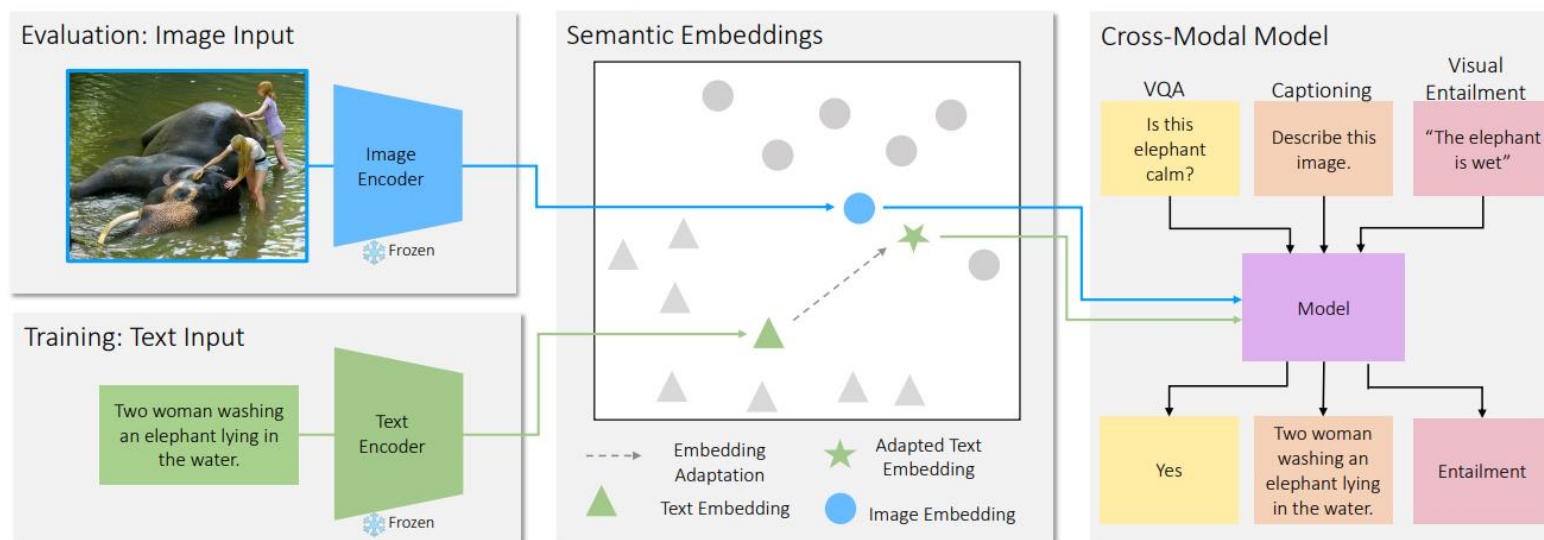 Evaluation: Image Input
Image
Encoder
Frozen
Training: Text Input
Two woman washing
an elephant lying in
the water.
Text
Encoder
Frozen
Semantic Embeddings
Embedding
Adaptation
Adapted Text
Embedding
Text Embedding
Image Embedding
Cross-Modal Model
VQA
Is this
elephant
calm?
Captioning
Describe this
image.
Visual
Entailment
"The elephant
is wet"
Model
Yes
Two woman
washing an
elephant lying
in the water.
Entailment